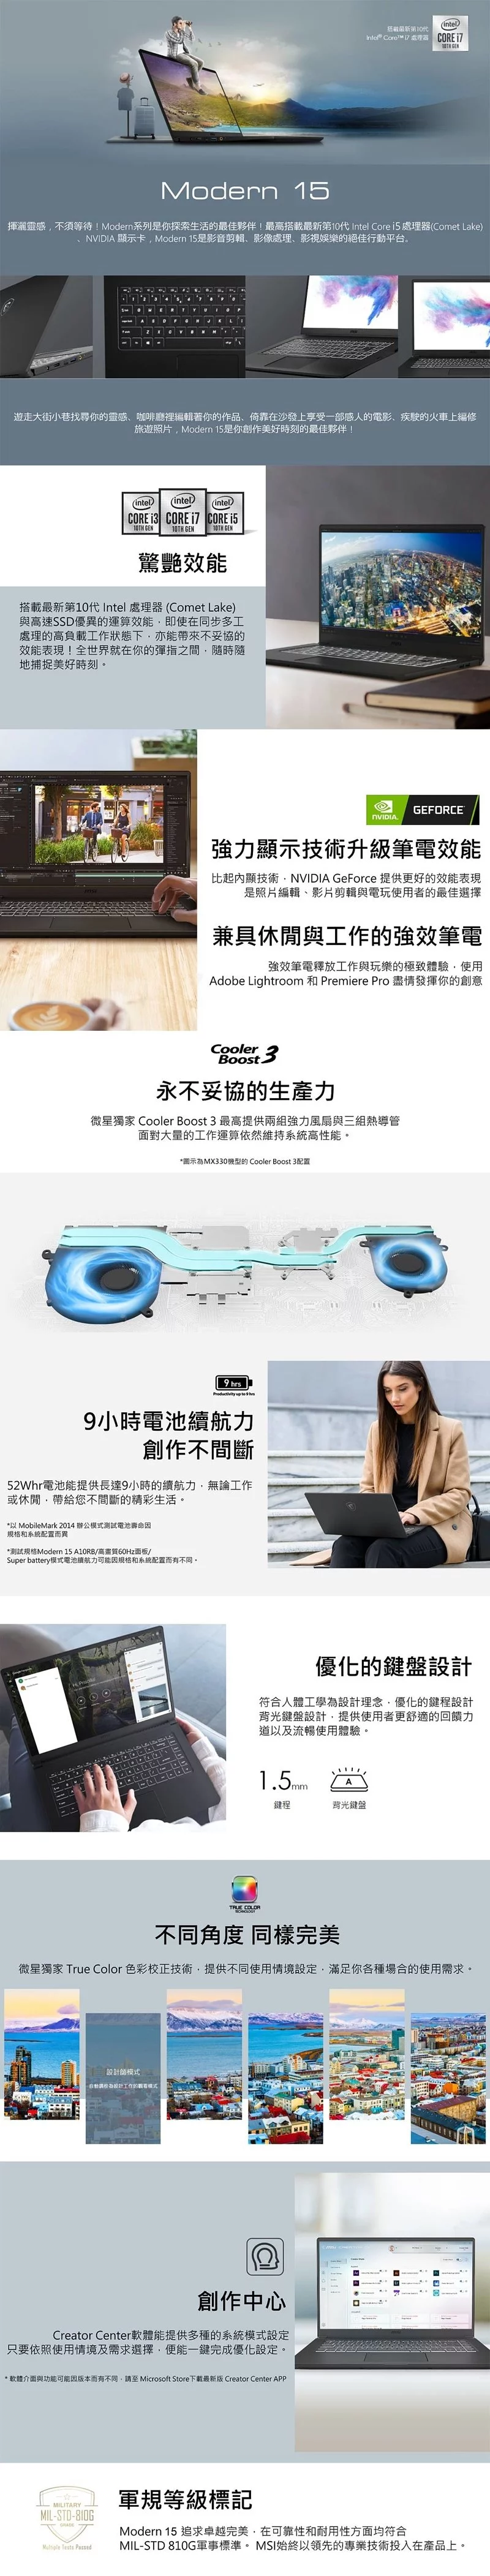 搭載最新第10代
Intel® Core™ i7 處理器
intel
CORE i7
10TH GEN
Modern 15
揮灑靈感，不須等待！Modern系列是你探索生活的最佳夥伴！最高搭載最新第10代 Intel Core i5 處理器(Comet Lake)
、NVIDIA 顯示卡，Modern 15是影音剪輯、影像處理、影視娛樂的絕佳行動平台。
遊走大街小巷找尋你的靈感、咖啡廳裡編輯著你的作品、倚靠在沙發上享受一部感人的電影、疾駛的火車上編修
旅遊照片，Modern 15是你創作美好時刻的最佳夥伴！
intel intel intel
CORE i3 CORE i7 CORE i5
10TH GEN 10TH GEN 10TH GEN
驚艷效能
搭載最新第10代 Intel 處理器 (Comet Lake)
與高速SSD優異的運算效能，即使在同步多工
處理的高負載工作狀態下，亦能帶來不妥協的
效能表現！全世界就在你的彈指之間，隨時隨
地捕捉美好時刻。
NVIDIA. GEFORCE
強力顯示技術升級筆電效能
比起內顯技術，NVIDIA GeForce 提供更好的效能表現
是照片編輯、影片剪輯與電玩使用者的最佳選擇
兼具休閒與工作的強效筆電
強效筆電釋放工作與玩樂的極致體驗，使用
Adobe Lightroom 和 Premiere Pro 盡情發揮你的創意
Cooler
Boost 3
永不妥協的生產力
微星獨家 Cooler Boost 3 最高提供兩組強力風扇與三組熱導管
面對大量的工作運算依然維持系統高性能。
*圖示為MX330機型的 Cooler Boost 3配置
9 hrs
Productivity up to 9 hrs
9小時電池續航力
創作不間斷
52Whr電池能提供長達9小時的續航力，無論工作
或休閒，帶給您不間斷的精彩生活。
*以 MobileMark 2014 辦公模式測試電池壽命因
規格和系統配置而異
*測試規格Modern 15 A10RB/高畫質60Hz面板/
Super battery模式電池續航力可能因規格和系統配置而有不同。
優化的鍵盤設計
符合人體工學為設計理念，優化的鍵程設計
背光鍵盤設計，提供使用者更舒適的回饋力
道以及流暢使用體驗。
1.5mm
A
鍵程
背光鍵盤
TRUE COLOR
TECHNOLOGY
不同角度 同樣完美
微星獨家 True Color 色彩校正技術，提供不同使用情境設定，滿足你各種場合的使用需求。
設計師模式
創作中心
Creator Center軟體能提供多種的系統模式設定
只要依照使用情境及需求選擇，便能一鍵完成優化設定。
* 軟體介面與功能可能因版本而有不同，請至 Microsoft Store下載最新版 Creator Center APP
MILITARY
MIL-STD-810G
GRADE
Multiple Tests Passed
軍規等級標記
Modern 15 追求卓越完美，在可靠性和耐用性方面均符合
MIL-STD 810G軍事標準。 MSI始終以領先的專業技術投入在產品上。